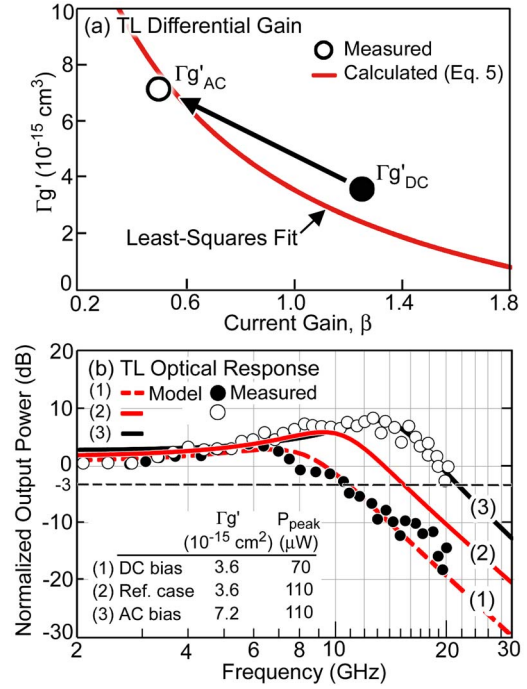 (a) TL Differential Gain
Measured
Calculated (Eq. 5)
Γg'AC
Γg'DC
Least-Squares Fit
Γg' (10⁻¹⁵ cm³)
10
8
6
4
2
0
0.2 0.6 1.0 1.4 1.8
Current Gain, β
(b) TL Optical Response
(1) Model Measured
(2)
(3)
Normalized Output Power (dB)
20
10
0
-3
-10
-20
-30
Γg' Ppeak
(10⁻¹⁵ cm²) (μW)
(1) DC bias 3.6 70
(2) Ref. case 3.6 110
(3) AC bias 7.2 110
(3)
(2)
(1)
2 4 6 8 10 20 30
Frequency (GHz)